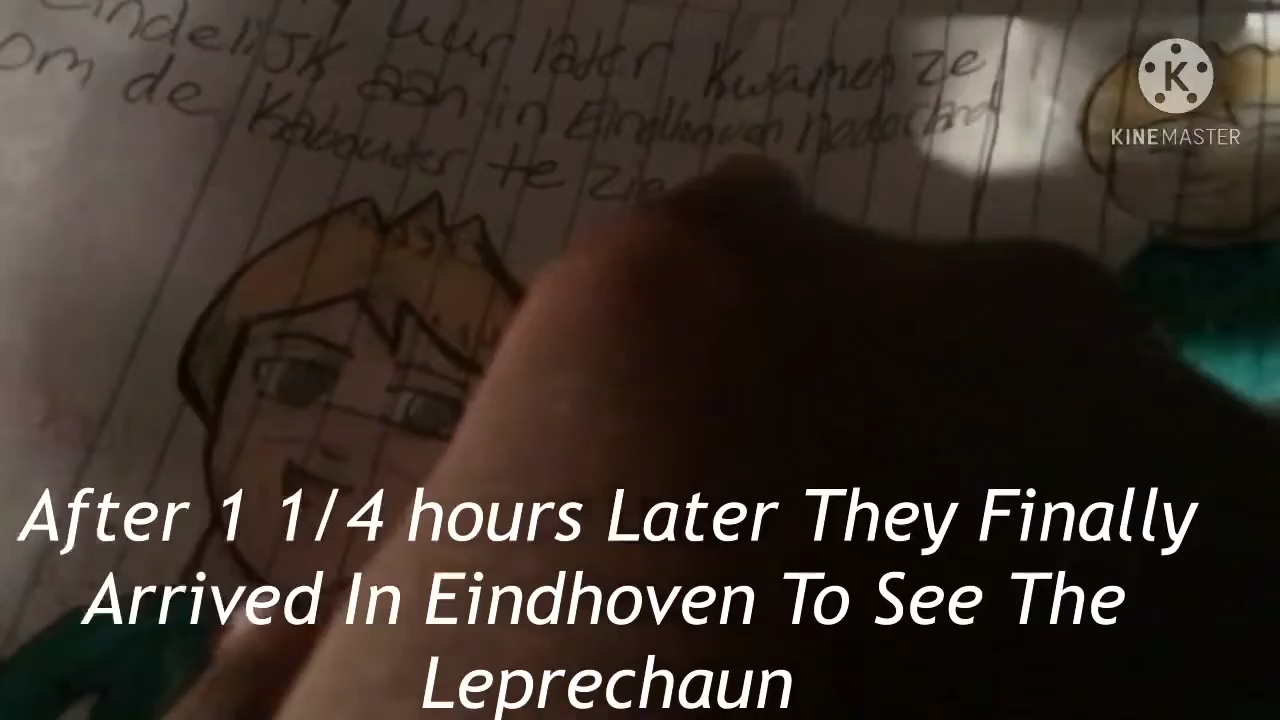 uur later kwamen ze
eindelijk aan in Eindhoven Nederland
om de Kabouter te zie
K
KINEMASTER
After 1 1/4 hours Later They Finally
Arrived In Eindhoven To See The
Leprechaun